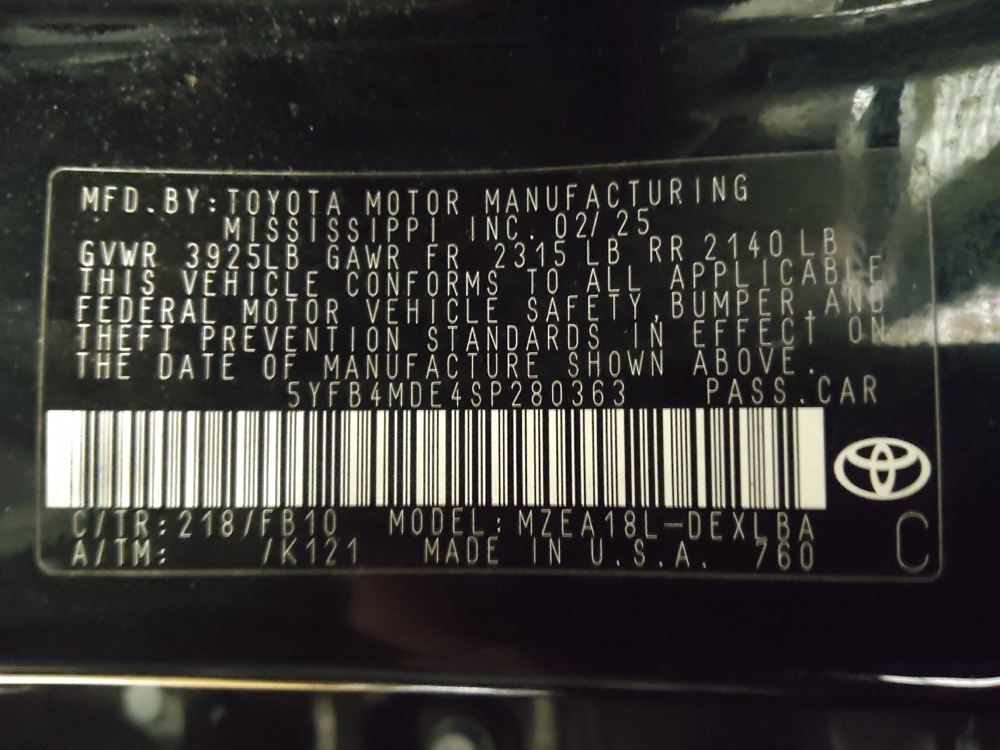 MFD.BY:TOYOTA MOTOR MANUFACTURING
MISSISSIPPI INC. 02/25
GVWR 3925LB GAWR FR 2315 LB RR 2140 LB
THIS VEHICLE CONFORMS TO ALL APPLICABLE
FEDERAL MOTOR VEHICLE SAFETY,BUMPER,AND
THEFT PREVENTION STANDARDS IN EFFECT ON
THE DATE OF MANUFACTURE SHOWN ABOVE.
5YFB4MDE4SP280363 PASS.CAR
C/TR:218/FB10 MODEL:MZEA18L-DEXLBA
A/TM: /K121 MADE IN U.S.A. 760
C